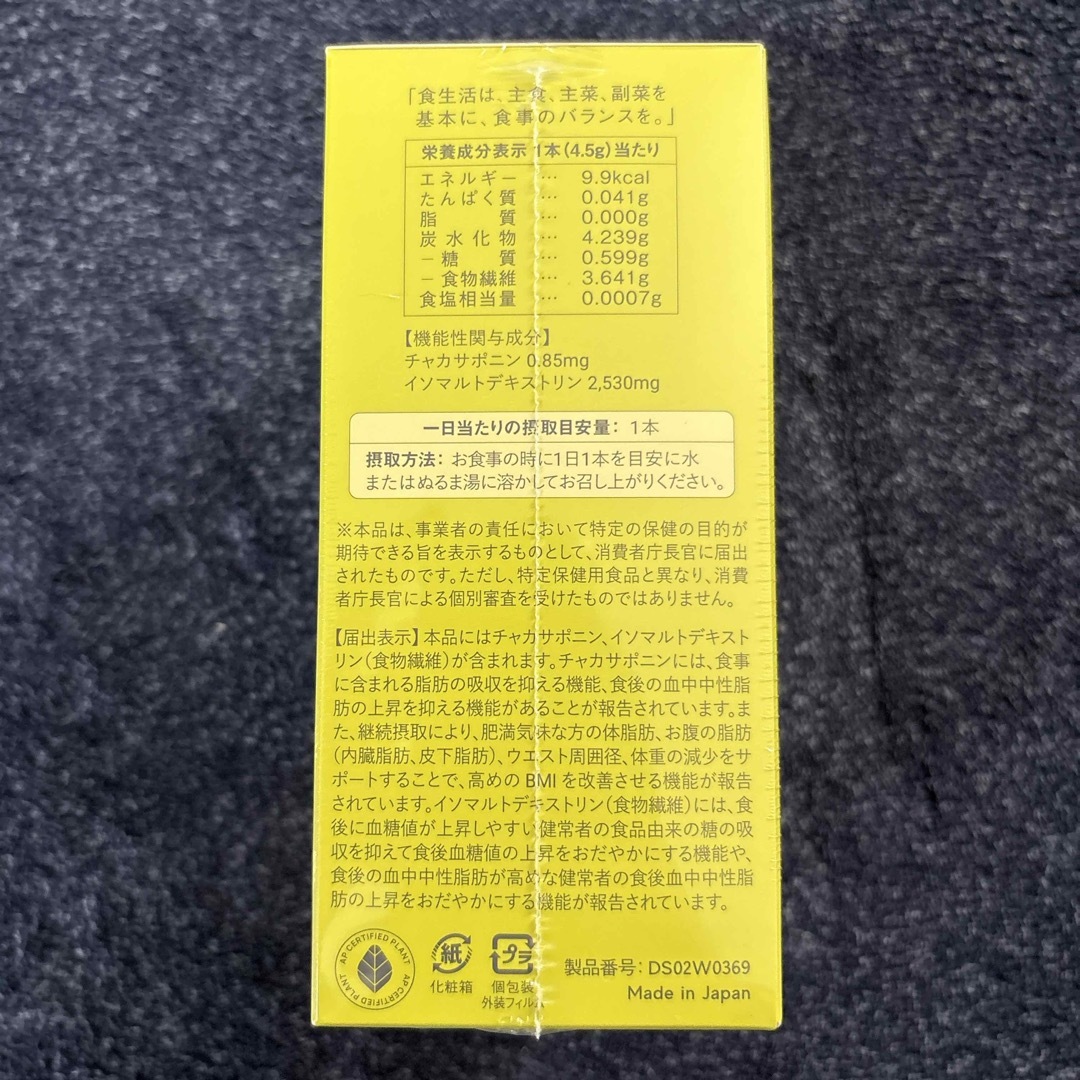 「食生活は、主食、主菜、副菜を
基本に、食事のバランスを。」
栄養成分表示 1本(4.5g)当たり
エネルギー … 9.9kcal
たんぱく質 … 0.041g
脂質 … 0.000g
炭水化物 … 4.239g
－糖質 … 0.599g
－食物繊維 … 3.641g
食塩相当量 … 0.0007g
【機能性関与成分】
チャカサポニン 0.85mg
イソマルトデキストリン 2,530mg
一日当たりの摂取目安量： 1本
摂取方法： お食事の時に1日1本を目安に水
またはぬるま湯に溶かしてお召し上がりください。
※本品は、事業者の責任において特定の保健の目的が
期待できる旨を表示するものとして、消費者庁長官に届出
されたものです。ただし、特定保健用食品と異なり、消費
者庁長官による個別審査を受けたものではありません。
【届出表示】本品にはチャカサポニン、イソマルトデキスト
リン（食物繊維）が含まれます。チャカサポニンには、食事
に含まれる脂肪の吸収を抑える機能、食後の血中中性脂
肪の上昇を抑える機能があることが報告されています。ま
た、継続摂取により、肥満気味な方の体脂肪、お腹の脂肪
（内臓脂肪、皮下脂肪）、ウエスト周囲径、体重の減少をサ
ポートすることで、高めの BMI を改善させる機能が報告
されています。イソマルトデキストリン（食物繊維）には、食
後に血糖値が上昇しやすい健常者の食品由来の糖の吸
収を抑えて食後血糖値の上昇をおだやかにする機能や、
食後の血中中性脂肪が高めな健常者の食後血中中性脂
肪の上昇をおだやかにする機能が報告されています。
AP CERTIFIED PLANT AP CERTIFIED PLANT
紙
化粧箱
プラ
個包装
外装フィルム
製品番号：DS02W0369
Made in Japan